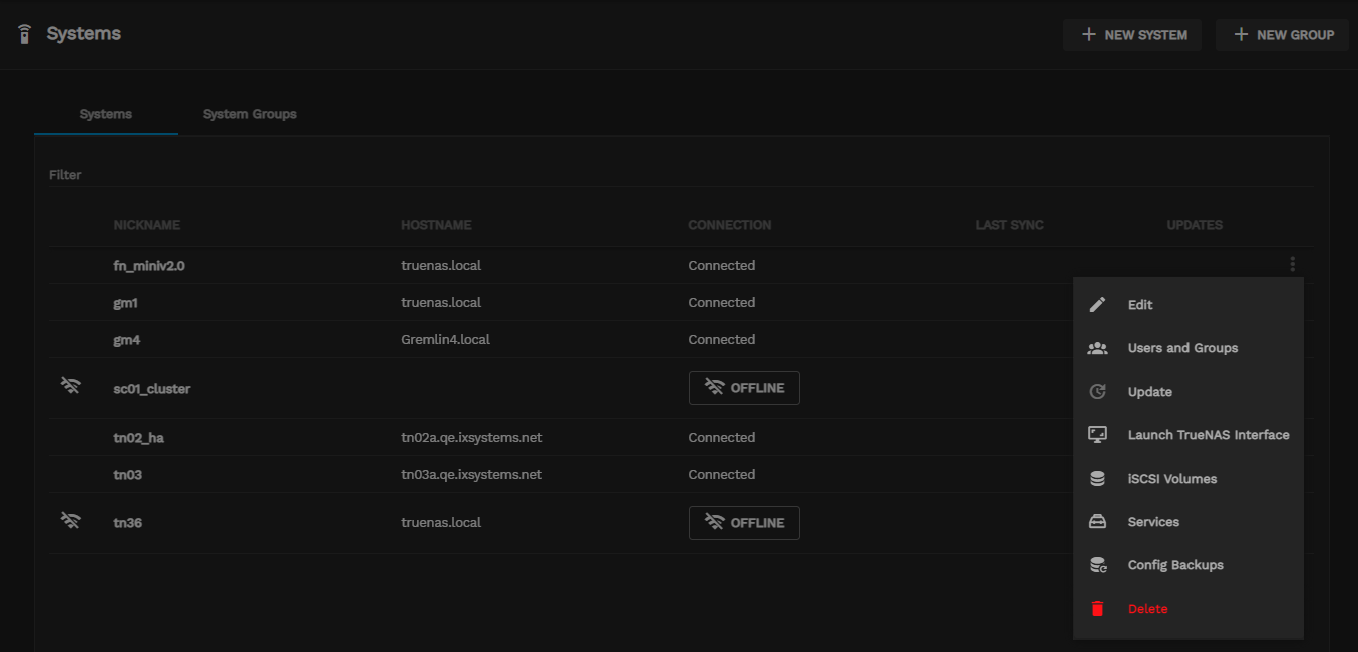 Systems
+ NEW SYSTEM
+ NEW GROUP
Systems
System Groups
Filter
NICKNAME HOSTNAME CONNECTION LAST SYNC UPDATES
fn_miniv2.0 truenas.local Connected
gm1 truenas.local Connected
gm4 Gremlin4.local Connected
sc01_cluster OFFLINE
tn02_ha tn02a.qe.ixsystems.net Connected
tn03 tn03a.qe.ixsystems.net Connected
tn36 truenas.local OFFLINE
Edit
Users and Groups
Update
Launch TrueNAS Interface
iSCSI Volumes
Services
Config Backups
Delete